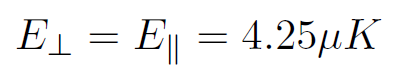 E⊥ = E∥ = 4.25μK